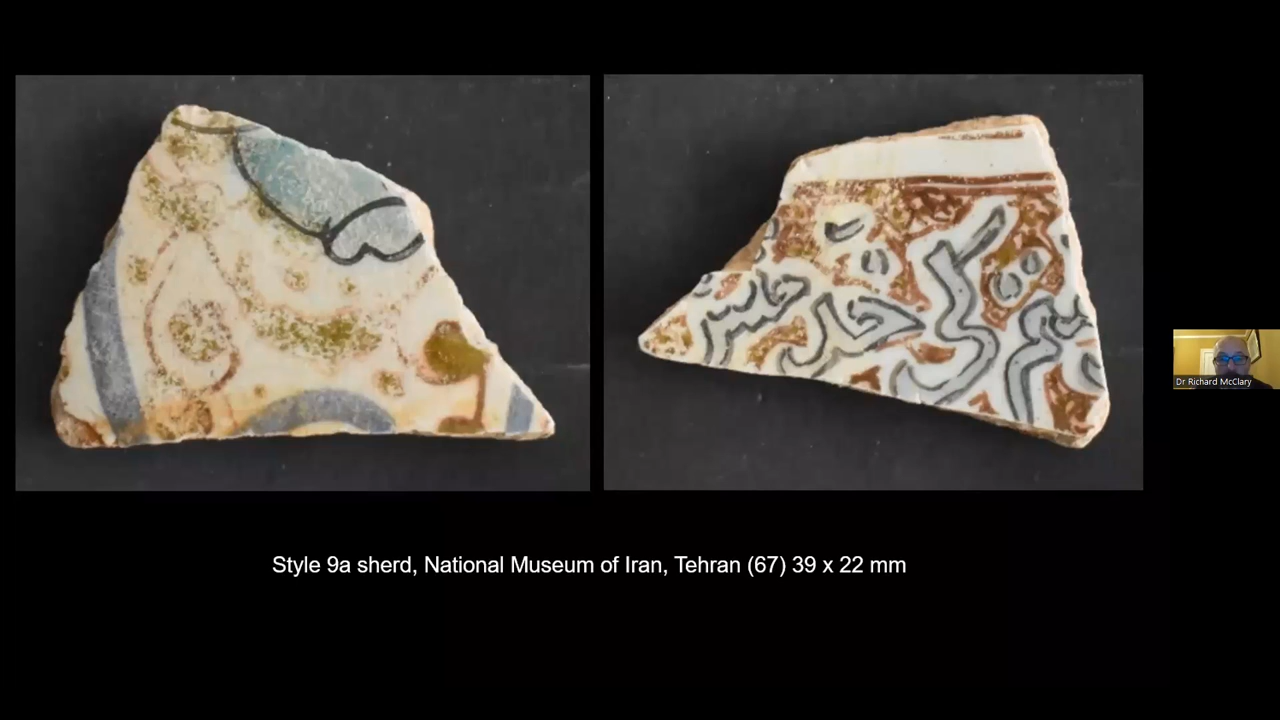 Style 9a sherd, National Museum of Iran, Tehran (67) 39 x 22 mm
Dr Richard McClary